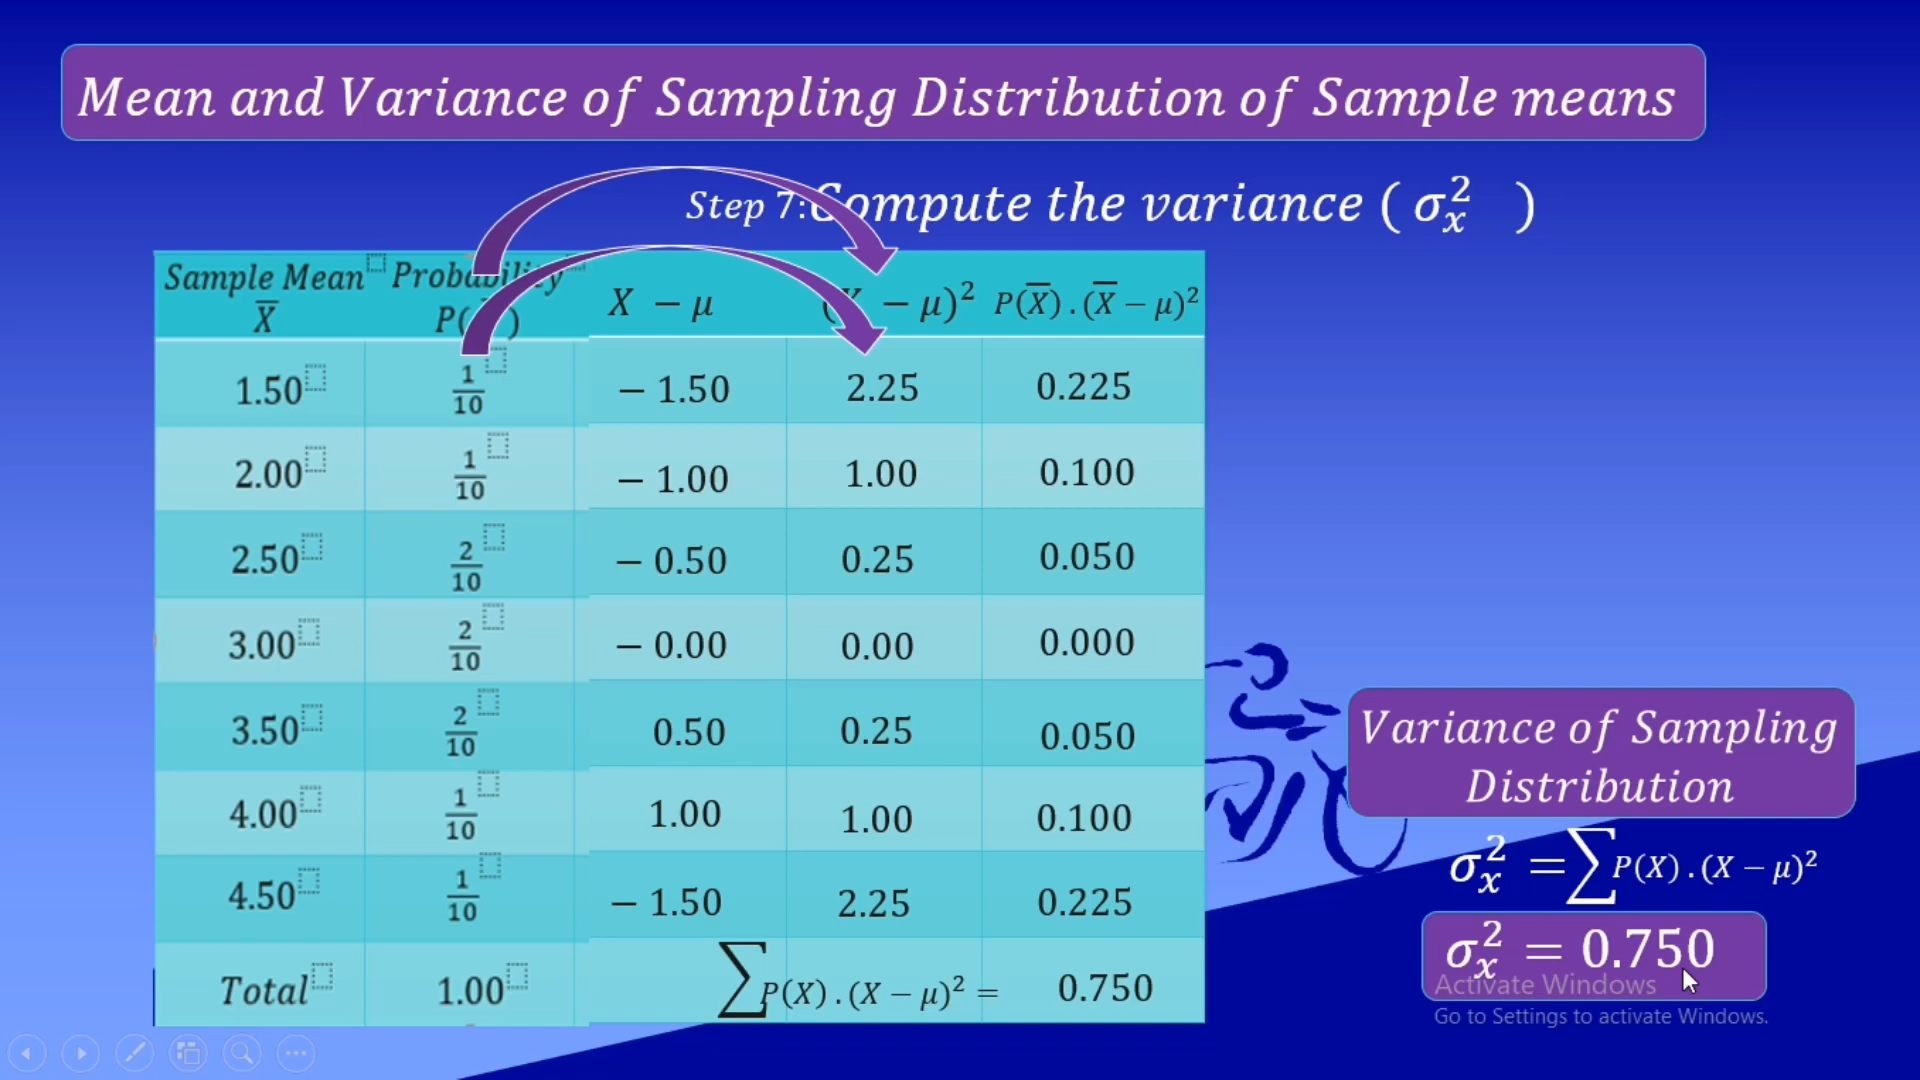 Mean and Variance of Sampling Distribution of Sample means
Step 7:Compute the variance ( σ²ₓ )
Sample Mean X̅ Probability P( ) X − μ ( − μ)² P(X̅) . (X̅ − μ)²
1.50 1/10 − 1.50 2.25 0.225
2.00 1/10 − 1.00 1.00 0.100
2.50 2/10 − 0.50 0.25 0.050
3.00 2/10 − 0.00 0.00 0.000
3.50 2/10 0.50 0.25 0.050
4.00 1/10 1.00 1.00 0.100
4.50 1/10 − 1.50 2.25 0.225
Total 1.00 ∑ P(X) . (X − μ)² = 0.750
Variance of Sampling
Distribution
σ²ₓ = ∑ P(X) . (X − μ)²
σ²ₓ = 0.750
Activate Windows
Go to Settings to activate Windows.